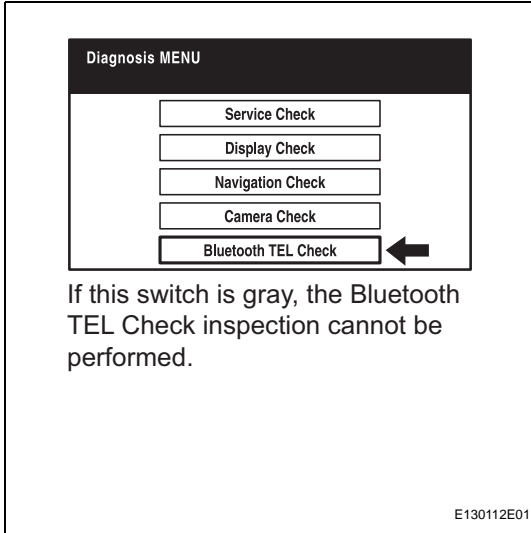 Diagnosis MENU
Service Check
Display Check
Navigation Check
Camera Check
Bluetooth TEL Check
If this switch is gray, the Bluetooth
TEL Check inspection cannot be
performed.
E130112E01